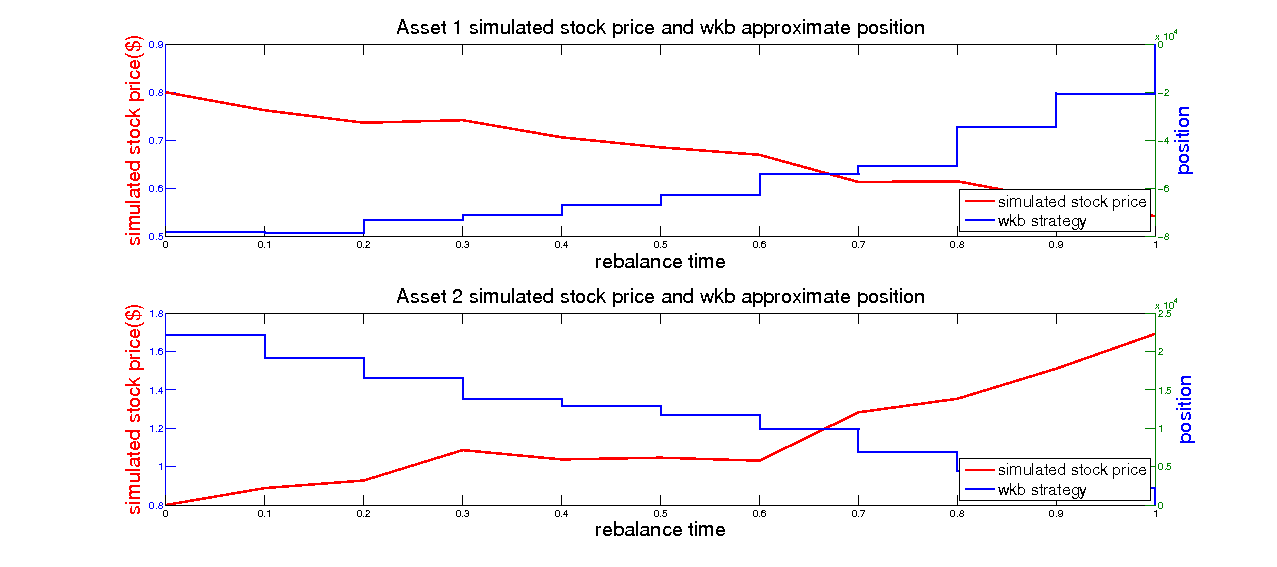 Asset 1 simulated stock price and wkb approximate position
x 10^4
0.9
0.8
0.7
0.6
0.5
0
−2
−4
−6
−8
simulated stock price($)
position
simulated stock price
wkb strategy
0 0.1 0.2 0.3 0.4 0.5 0.6 0.7 0.8 0.9 1
rebalance time
Asset 2 simulated stock price and wkb approximate position
x 10^4
1.8
1.6
1.4
1.2
1
0.8
2.5
2
1.5
1
0.5
0
simulated stock price($)
position
simulated stock price
wkb strategy
0 0.1 0.2 0.3 0.4 0.5 0.6 0.7 0.8 0.9 1
rebalance time